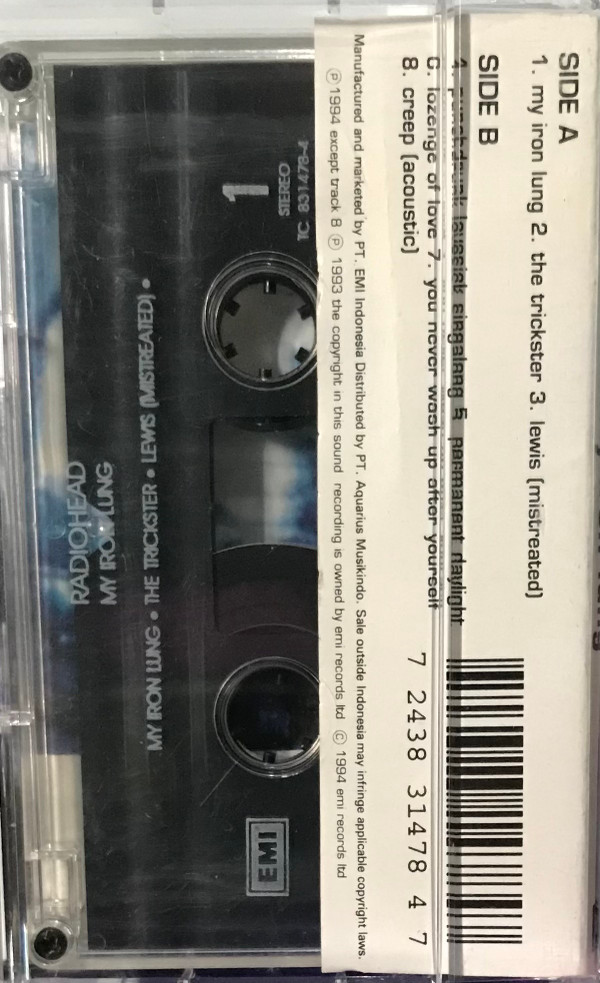 SIDE A
1. my iron lung 2. the trickster 3. lewis (mistreated)
SIDE B
4. punchdrunk lovesick singalong 5 permanent daylight
6. lozenge of love 7. you never wash up after yourself
8. creep (acoustic)
7 2438 31478 4 7
Manufactured and marketed by PT. EMI Indonesia Distributed by PT. Aquarius Musikindo. Sale outside Indonesia may infringe applicable copyright laws.
℗ 1994 except track 8 ℗ 1993 the copyright in this sound recording is owned by emi records ltd © 1994 emi records ltd
TC 831478-4
STEREO
1
EMI
MY IRON LUNG • THE TRICKSTER • LEWIS (MISTREATED) •
RADIOHEAD
MY IRON LUNG